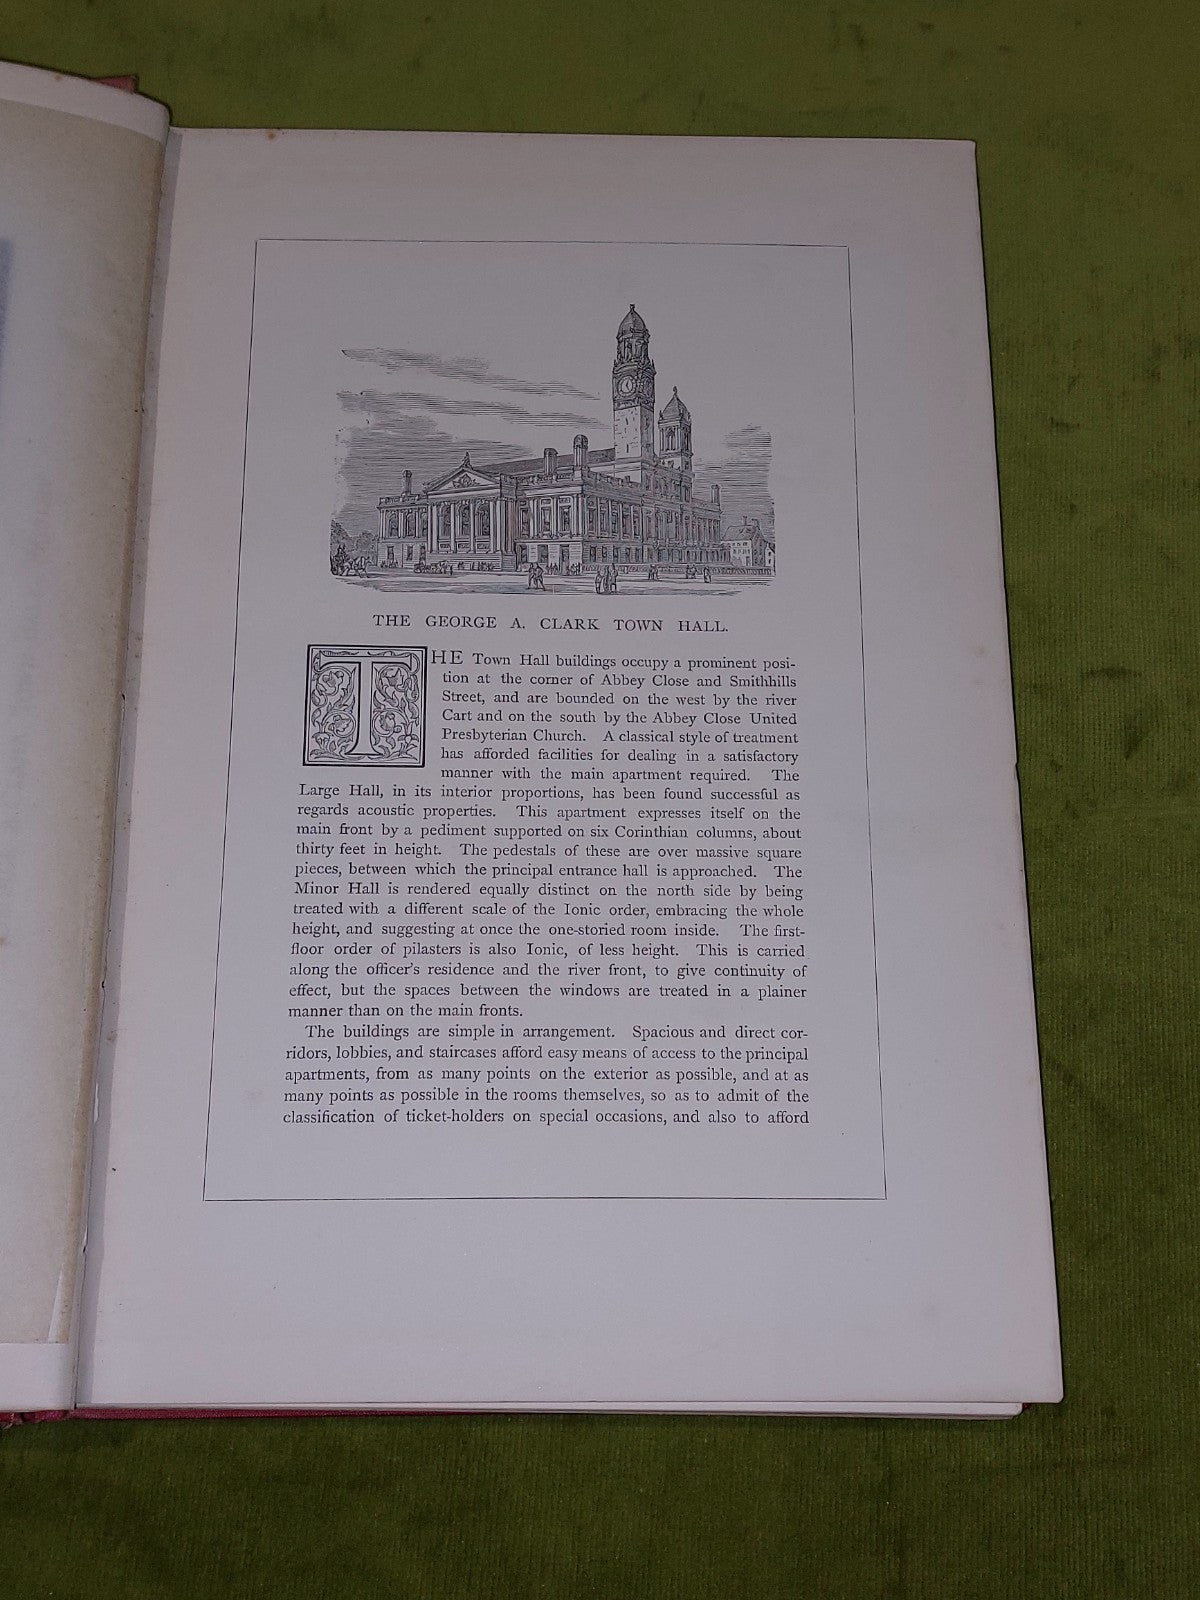 THE GEORGE A. CLARK TOWN HALL.
THE Town Hall buildings occupy a prominent posi-
tion at the corner of Abbey Close and Smithhills
Street, and are bounded on the west by the river
Cart and on the south by the Abbey Close United
Presbyterian Church. A classical style of treatment
has afforded facilities for dealing in a satisfactory
manner with the main apartment required. The
Large Hall, in its interior proportions, has been found successful as
regards acoustic properties. This apartment expresses itself on the
main front by a pediment supported on six Corinthian columns, about
thirty feet in height. The pedestals of these are over massive square
pieces, between which the principal entrance hall is approached. The
Minor Hall is rendered equally distinct on the north side by being
treated with a different scale of the Ionic order, embracing the whole
height, and suggesting at once the one-storied room inside. The first-
floor order of pilasters is also Ionic, of less height. This is carried
along the officer's residence and the river front, to give continuity of
effect, but the spaces between the windows are treated in a plainer
manner than on the main fronts.
The buildings are simple in arrangement. Spacious and direct cor-
ridors, lobbies, and staircases afford easy means of access to the principal
apartments, from as many points on the exterior as possible, and at as
many points as possible in the rooms themselves, so as to admit of the
classification of ticket-holders on special occasions, and also to afford